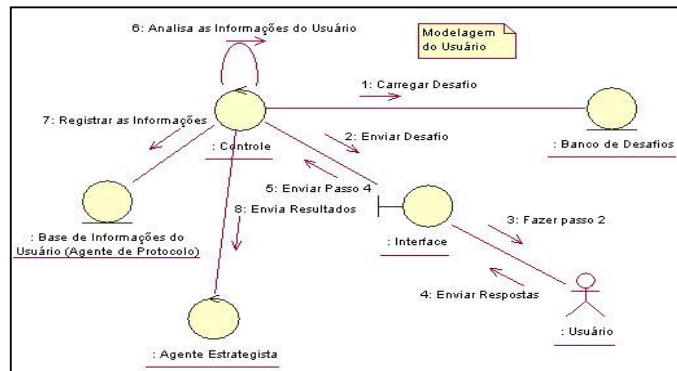 6: Analisa as Informações do Usuário
Modelagem
do Usuário
1: Carregar Desafio
7: Registrar as Informações
: Controle
2: Enviar Desafio
: Banco de Desafios
5: Enviar Passo 4
8: Envia Resultados
3: Fazer passo 2
: Base de Informações do
Usuário (Agente de Protocolo)
: Interface
4: Enviar Respostas
: Usuário
: Agente Estrategista